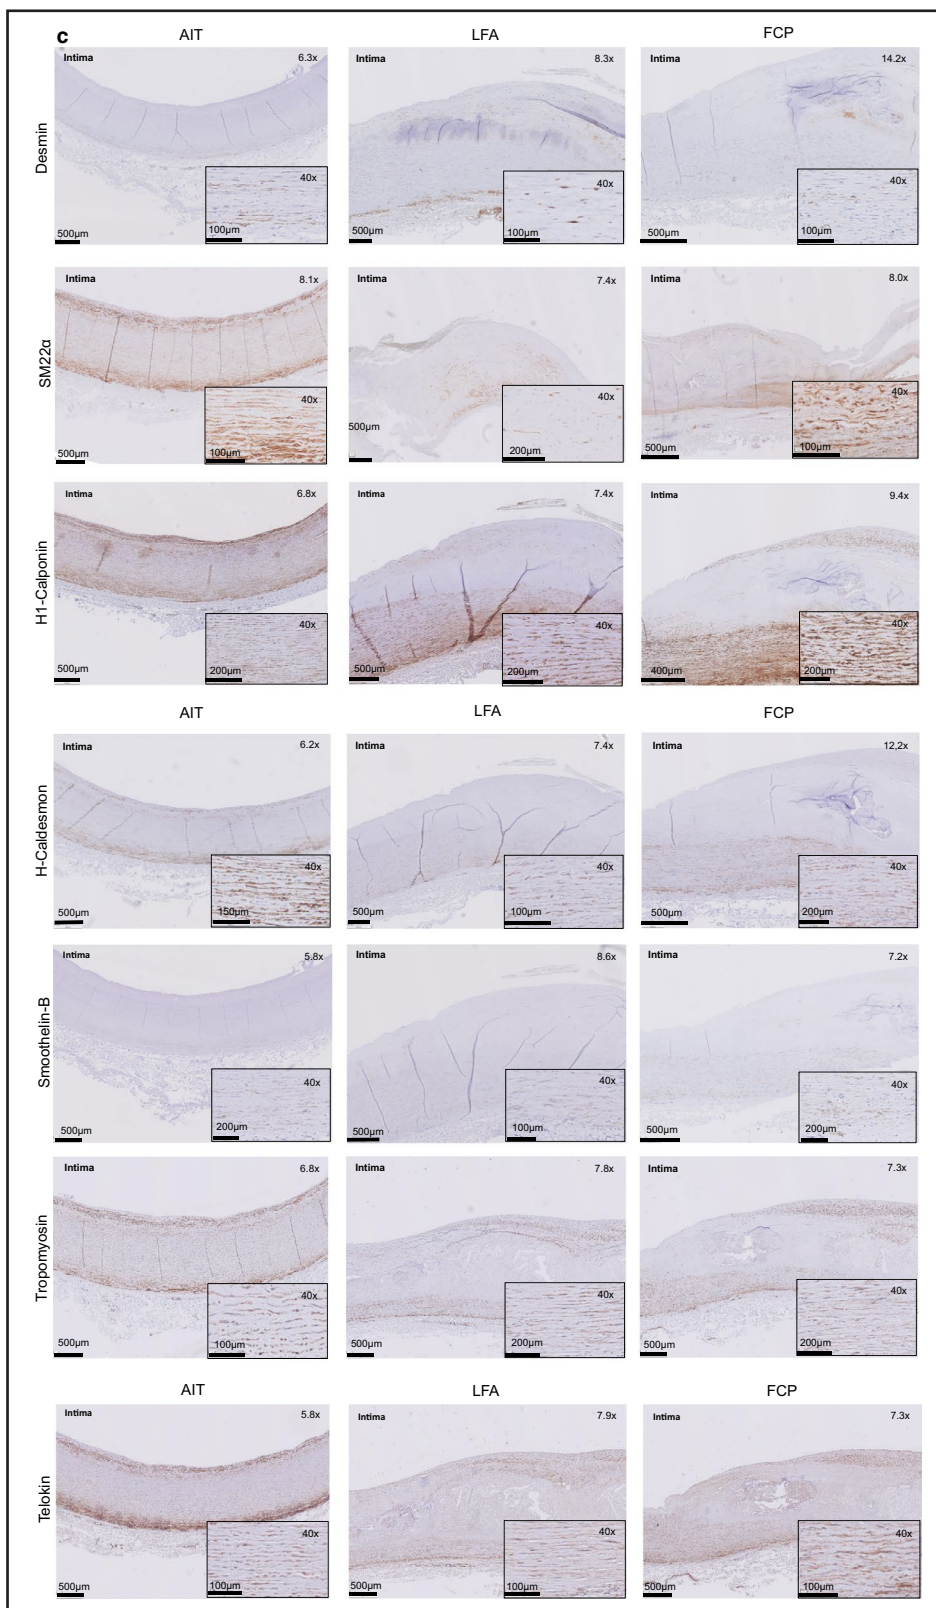 c
AIT LFA FCP
Desmin
Intima 6.3x
40x
500µm 100µm
Intima 8.3x
40x
500µm 100µm
Intima 14.2x
40x
500µm 100µm
SM22α
Intima 8.1x
40x
500µm 100µm
Intima 7.4x
40x
500µm 200µm
Intima 8.0x
40x
500µm 100µm
H1-Calponin
Intima 6.8x
40x
500µm 200µm
Intima 7.4x
40x
500µm 200µm
Intima 9.4x
40x
400µm 200µm
AIT LFA FCP
H-Caldesmon
Intima 6.2x
40x
500µm 150µm
Intima 7.4x
40x
500µm 100µm
Intima 12,2x
40x
500µm 200µm
Smoothelin-B
Intima 5.8x
40x
500µm 200µm
Intima 8.6x
40x
500µm 100µm
Intima 7.2x
40x
500µm 200µm
Tropomyosin
Intima 6.8x
40x
500µm 100µm
Intima 7.8x
40x
500µm 200µm
Intima 7.3x
40x
500µm 200µm
AIT LFA FCP
Telokin
Intima 5.8x
40x
500µm 100µm
Intima 7.9x
40x
500µm 100µm
Intima 7.3x
40x
500µm 100µm